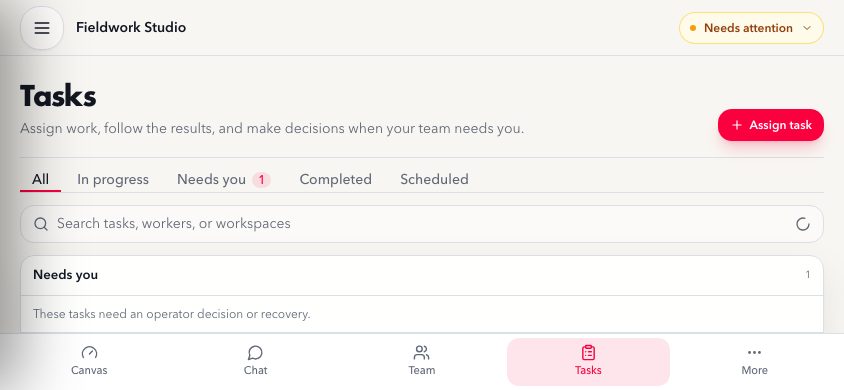 Fieldwork Studio
Needs attention
Tasks
Assign work, follow the results, and make decisions when your team needs you.
+ Assign task
All In progress Needs you 1 Completed Scheduled
Search tasks, workers, or workspaces
Needs you 1
These tasks need an operator decision or recovery.
Canvas Chat Team Tasks More